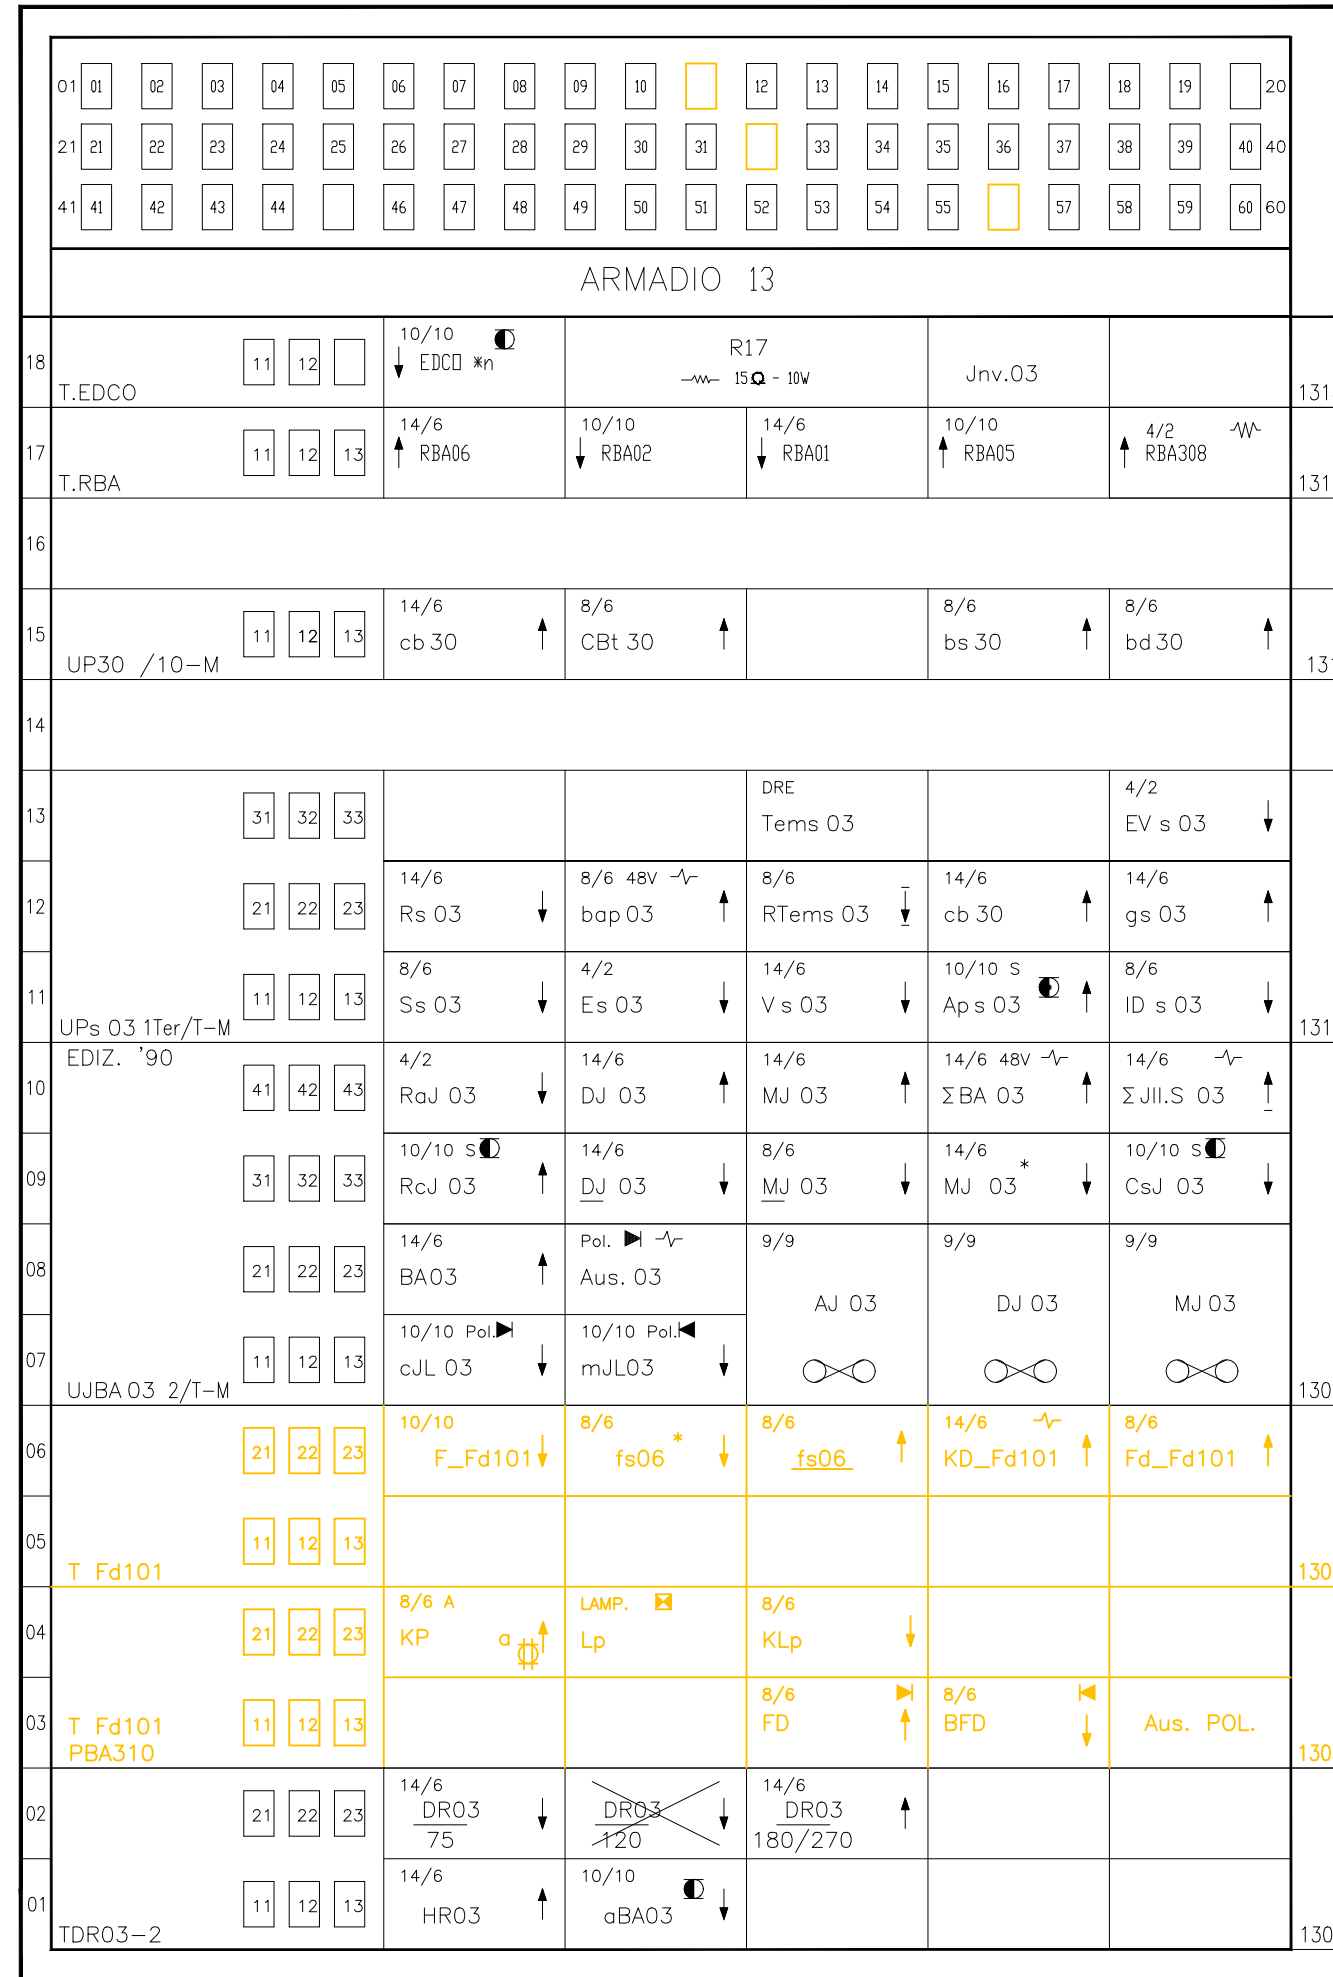 01 01 02 03 04 05 06 07 08 09 10 12 13 14 15 16 17 18 19 20
21 21 22 23 24 25 26 27 28 29 30 31 33 34 35 36 37 38 39 40 40
41 41 42 43 44 46 47 48 49 50 51 52 53 54 55 57 58 59 60 60
ARMADIO 13
18 T.EDCO 11 12
10/10
EDCO *n
R17
15Ω - 10W
Jnv.03
131
17 T.RBA 11 12 13
14/6
RBA06
10/10
RBA02
14/6
RBA01
10/10
RBA05
4/2
RBA308
131
16
15 UP30 /10-M 11 12 13
14/6
cb 30
8/6
CBt 30
8/6
bs 30
8/6
bd 30
131
14
13 31 32 33
DRE
Tems 03
4/2
EV s 03
12 21 22 23
14/6
Rs 03
8/6 48V
bap 03
8/6
RTems 03
14/6
cb 30
14/6
gs 03
11 UPs 03 1Ter/T-M 11 12 13
8/6
Ss 03
4/2
Es 03
14/6
V s 03
10/10 S
Ap s 03
8/6
ID s 03
131
EDIZ. '90
10 41 42 43
4/2
RaJ 03
14/6
DJ 03
14/6
MJ 03
14/6 48V
ΣBA 03
14/6
ΣJII.S 03
09 31 32 33
10/10 S
RcJ 03
14/6
DJ 03
8/6
MJ 03
14/6
MJ 03*
10/10 S
CsJ 03
08 21 22 23
14/6
BA03
Pol.
Aus. 03
9/9
AJ 03
9/9
DJ 03
9/9
MJ 03
07 UJBA 03 2/T-M 11 12 13
10/10 Pol.
cJL 03
10/10 Pol.
mJL03
130
06 21 22 23
10/10
F_Fd101
8/6
fs06 *
8/6
fs06
14/6
KD_Fd101
8/6
Fd_Fd101
05 T Fd101 11 12 13
130
04 21 22 23
8/6 A
KP a
LAMP.
Lp
8/6
KLp
03 T Fd101
PBA310
11 12 13
8/6
FD
8/6
BFD
Aus. POL.
130
02 21 22 23
14/6
DR03
75
DR03
120
14/6
DR03
180/270
01 TDR03-2 11 12 13
14/6
HR03
10/10
aBA03
130